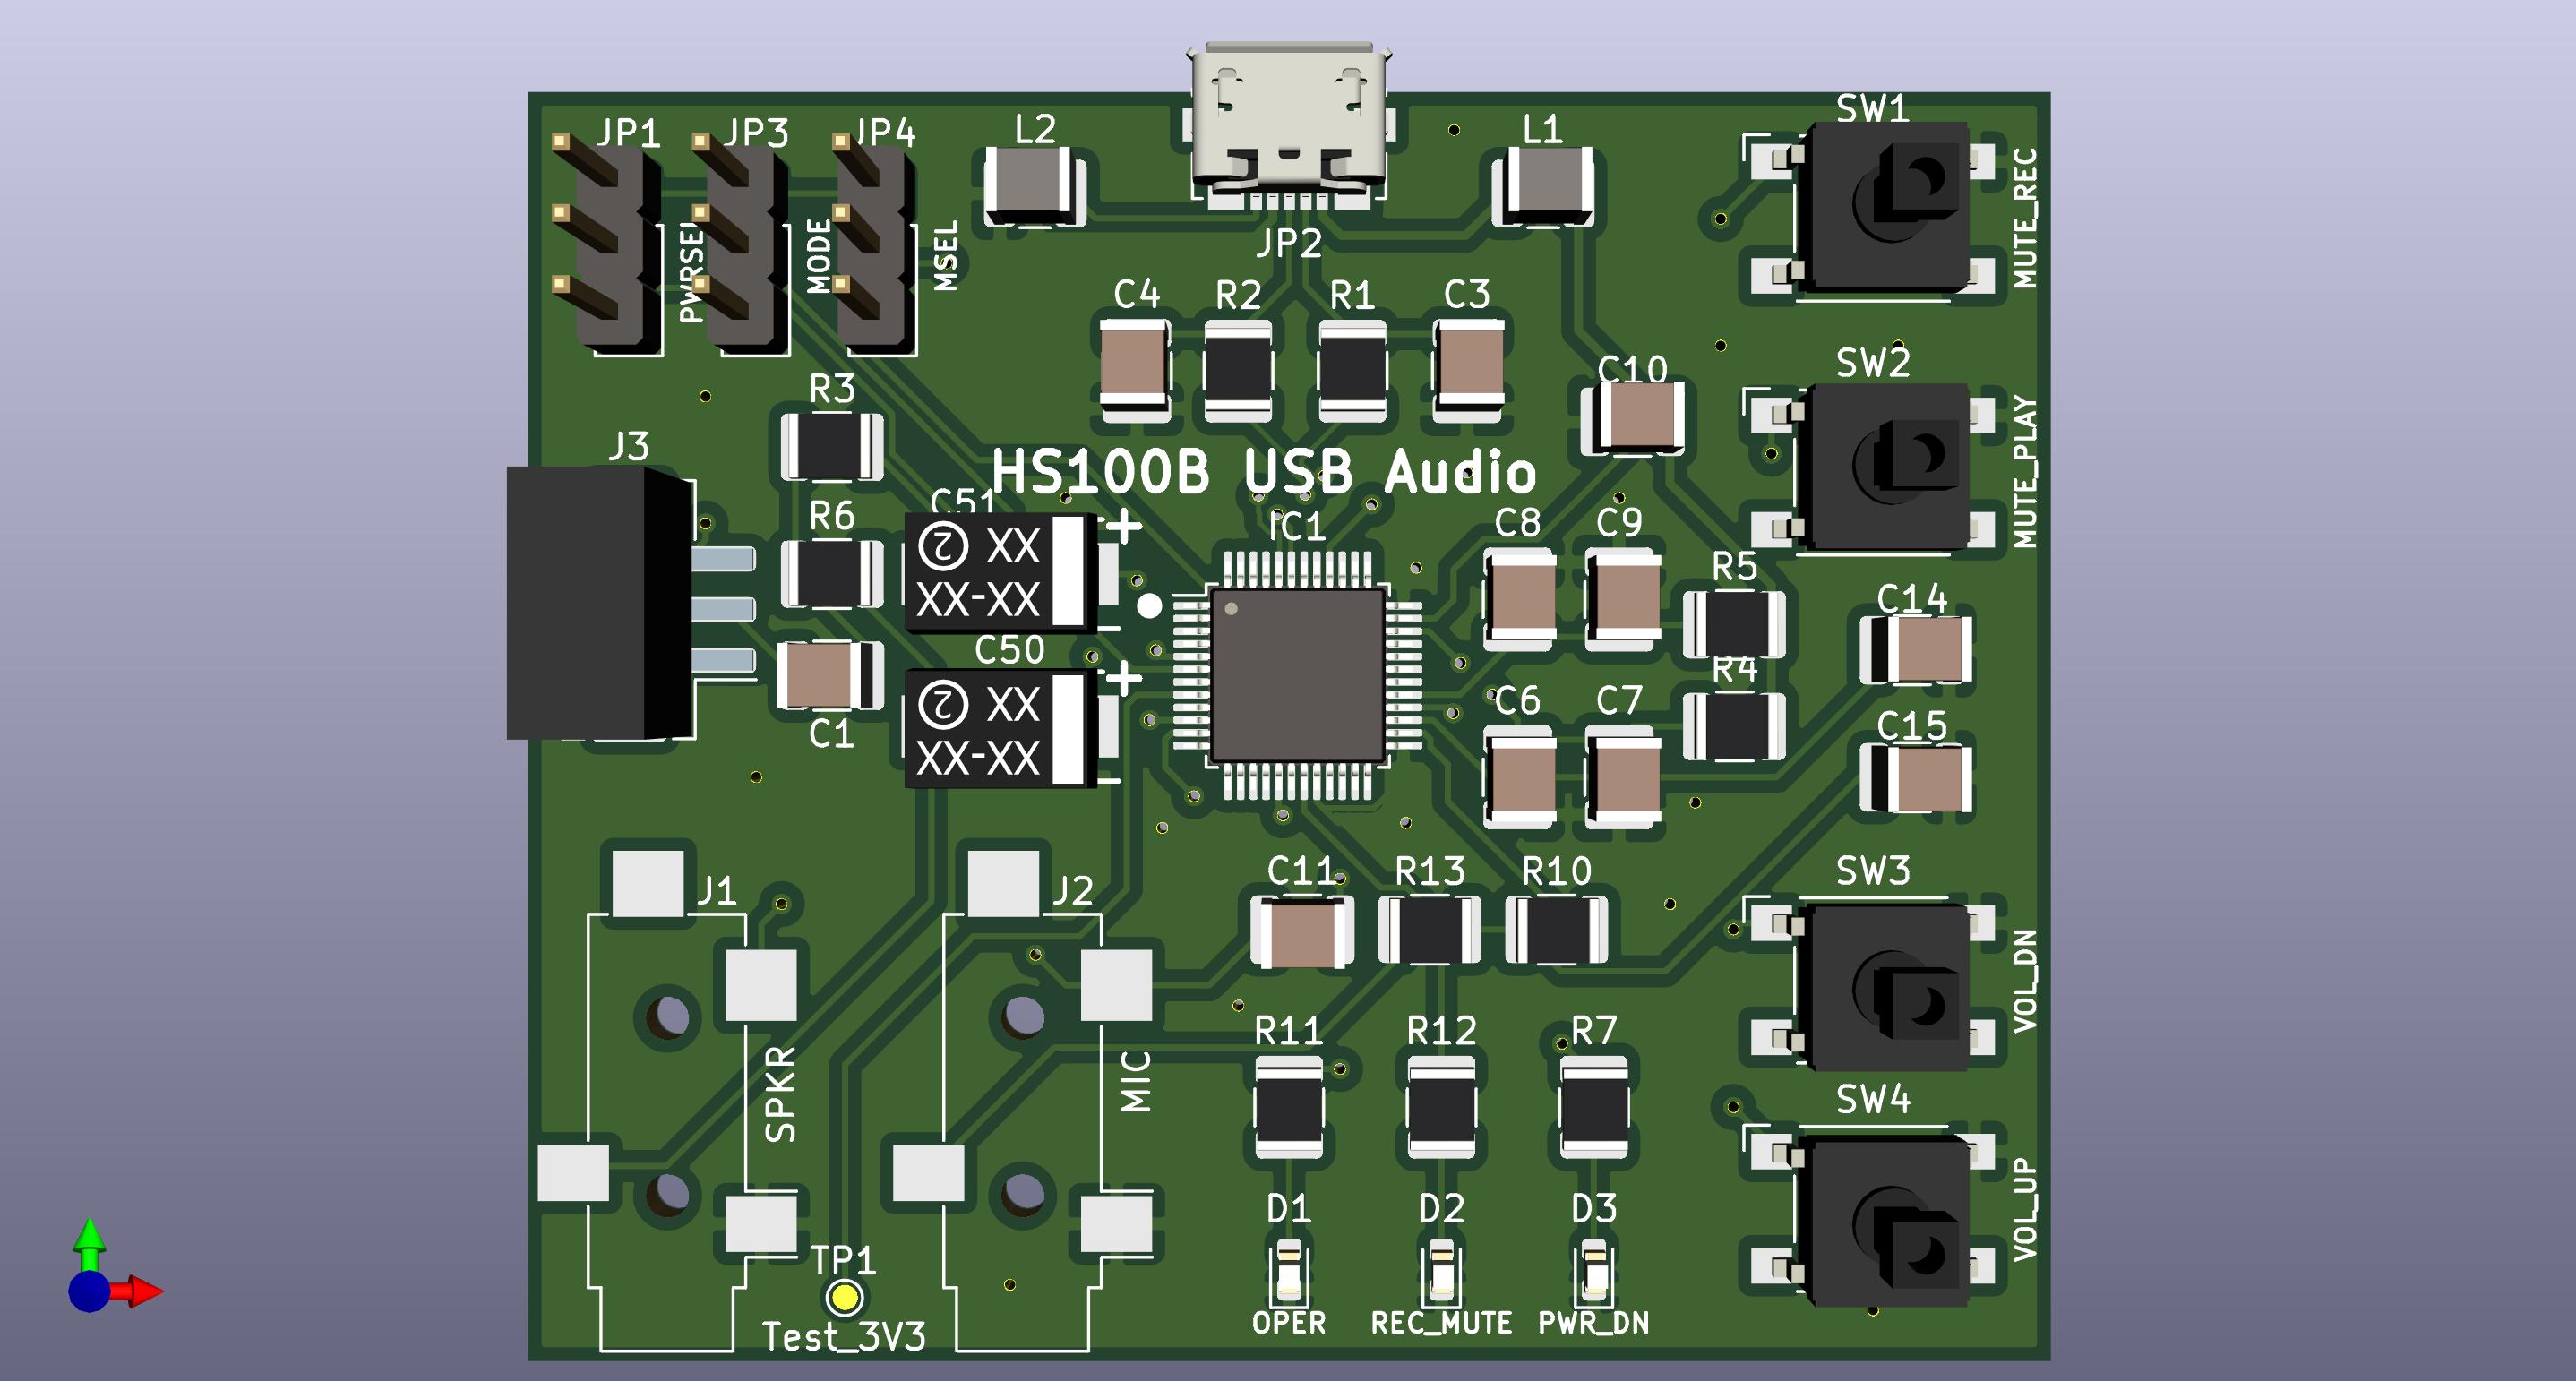 SW1
JP1 JP3 JP4
L2
L1
MUTE_REC
PWRSEL
MODE
MSEL
JP2
C4 R2 R1 C3
C10
SW2
R3
MUTE_PLAY
J3
HS100B USB Audio
C51
R6
+
IC1
C8 C9
2 XX
XX-XX
R5
C14
C50
+
R4
2 XX
XX-XX
C6 C7
C1
C15
J1
J2
C11 R13 R10
SW3
VOL_DN
R11 R12 R7
SPKR
MIC
SW4
VOL_UP
D1 D2 D3
TP1
Test_3V3
OPER REC_MUTE PWR_DN